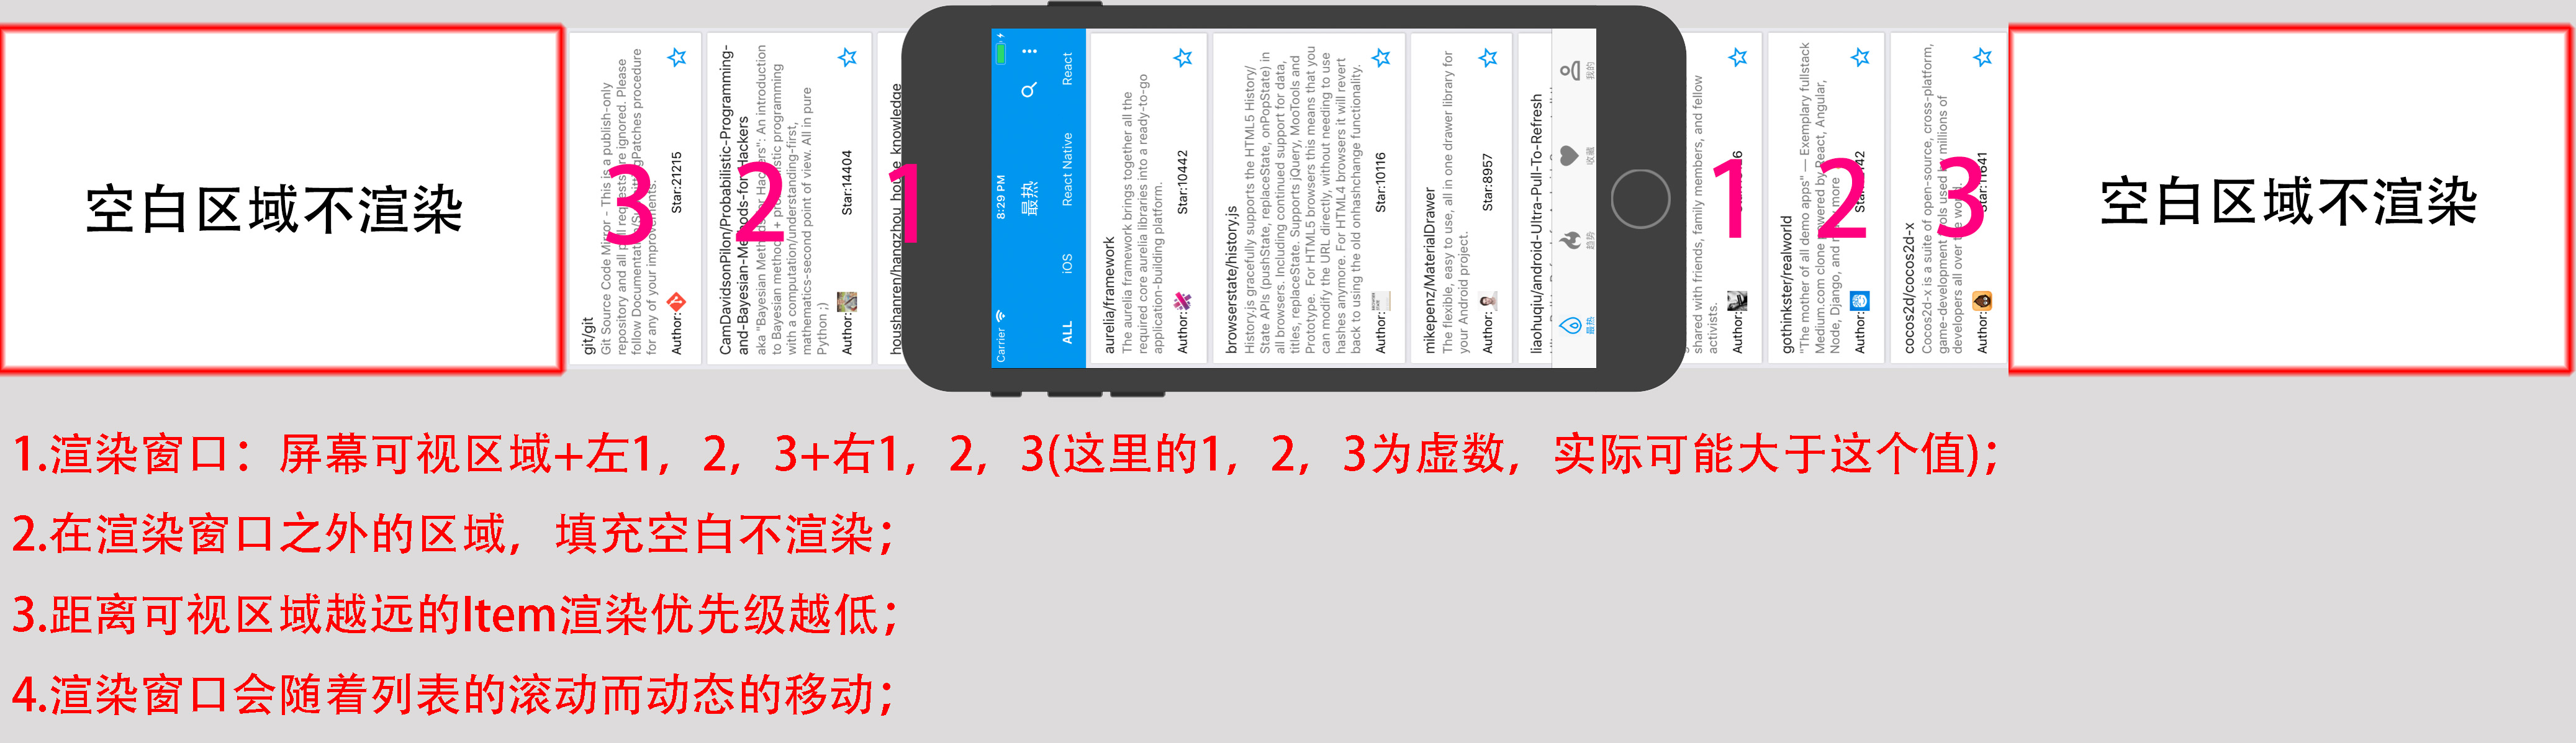 空白区域不渲染
3
git/git
Git Source Code Mirror - This is a publish-only
repository and all pull requests are ignored. Please
follow Documentation/SubmittingPatches procedure
for any of your improvements.
Author:
Star:21215
2
CamDavidsonPilon/Probabilistic-Programming-
and-Bayesian-Methods-for-Hackers
aka "Bayesian Methods for Hackers": An introduction
to Bayesian methods + probabilistic programming
with a computation/understanding-first,
mathematics-second point of view. All in pure
Python ;)
Author:
Star:14404
1
houshanren/hangzhou_house_knowledge
Carrier
8:29 PM
最热
ALL
iOS
React Native
React
aurelia/framework
The aurelia framework brings together all the
required core aurelia libraries into a ready-to-go
application-building platform.
Author:
Star:10442
browserstate/history.js
History.js gracefully supports the HTML5 History/
State APIs (pushState, replaceState, onPopState) in
all browsers. Including continued support for data,
titles, replaceState. Supports jQuery, MooTools and
Prototype. For HTML5 browsers this means that you
can modify the URL directly, without needing to use
hashes anymore. For HTML4 browsers it will revert
back to using the old onhashchange functionality.
Author:
Star:10116
mikepenz/MaterialDrawer
The flexible, easy to use, all in one drawer library for
your Android project.
Author:
Star:8957
liaohuqiu/android-Ultra-Pull-To-Refresh
最热
趋势
收藏
我的
1
shared with friends, family members, and fellow
activists.
Author:
2
gothinkster/realworld
"The mother of all demo apps" — Exemplary fullstack
Medium.com clone powered by React, Angular,
Node, Django, and many more
Author:
3
cocos2d/cocos2d-x
Cocos2d-x is a suite of open-source, cross-platform,
game-development tools used by millions of
developers all over the world.
Author:
空白区域不渲染
1.渲染窗口：屏幕可视区域+左1，2，3+右1，2，3(这里的1，2，3为虚数，实际可能大于这个值)；
2.在渲染窗口之外的区域，填充空白不渲染；
3.距离可视区域越远的Item渲染优先级越低；
4.渲染窗口会随着列表的滚动而动态的移动；